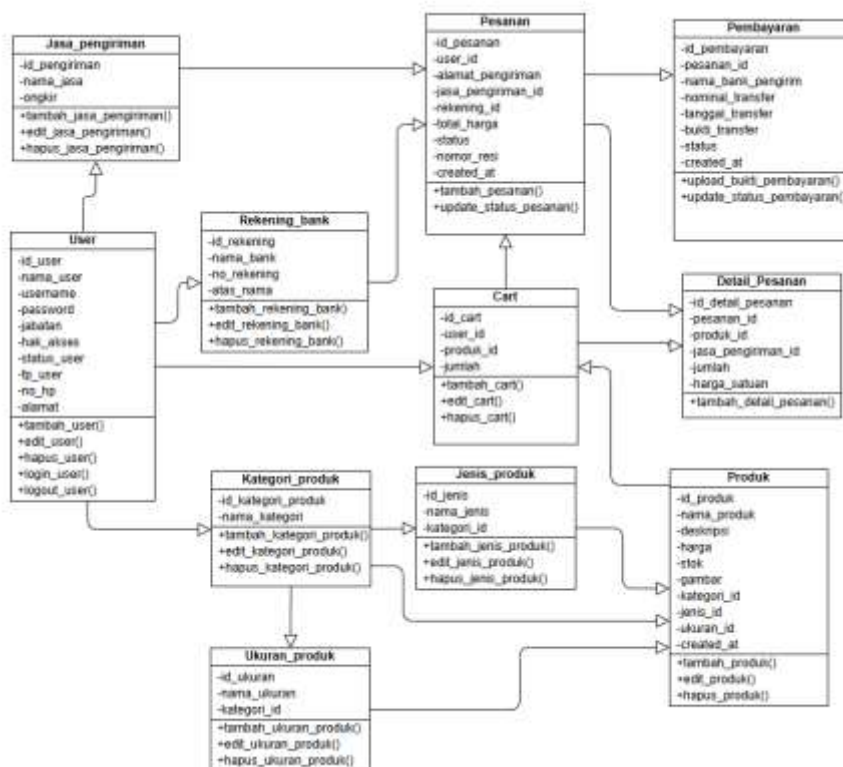 Jasa_pengiriman
-id_pengiriman
-nama_jasa
-ongkir
+tambah_jasa_pengiriman()
+edit_jasa_pengiriman()
+hapus_jasa_pengiriman()
Pesanan
-id_pesanan
-user_id
-alamat_pengiriman
-jasa_pengiriman_id
-rekening_id
-total_harga
-status
-nomor_resi
-created_at
+tambah_pesanan()
+update_status_pesanan()
Pembayaran
-id_pembayaran
-pesanan_id
-nama_bank_pengirim
-nominal_transfer
-tanggal_transfer
-bukti_transfer
-status
-created_at
+upload_bukti_pembayaran()
+update_status_pembayaran()
User
-id_user
-nama_user
-username
-password
-jabatan
-hak_akses
-status_user
-fp_user
-no_hp
-alamat
+tambah_user()
+edit_user()
+hapus_user()
+login_user()
+logout_user()
Rekening_bank
-id_rekening
-nama_bank
-no_rekening
-atas_nama
+tambah_rekening_bank()
+edit_rekening_bank()
+hapus_rekening_bank()
Cart
-id_cart
-user_id
-produk_id
-jumlah
+tambah_cart()
+edit_cart()
+hapus_cart()
Detail_Pesanan
-id_detail_pesanan
-pesanan_id
-produk_id
-jasa_pengiriman_id
-jumlah
-harga_satuan
+tambah_detail_pesanan()
Kategori_produk
-id_kategori_produk
-nama_kategori
+tambah_kategori_produk()
+edit_kategori_produk()
+hapus_kategori_produk()
Jenis_produk
-id_jenis
-nama_jenis
-kategori_id
+tambah_jenis_produk()
+edit_jenis_produk()
+hapus_jenis_produk()
Produk
-id_produk
-nama_produk
-deskripsi
-harga
-stok
-gambar
-kategori_id
-jenis_id
-ukuran_id
-created_at
+tambah_produk()
+edit_produk()
+hapus_produk()
Ukuran_produk
-id_ukuran
-nama_ukuran
-kategori_id
+tambah_ukuran_produk()
+edit_ukuran_produk()
+hapus_ukuran_produk()